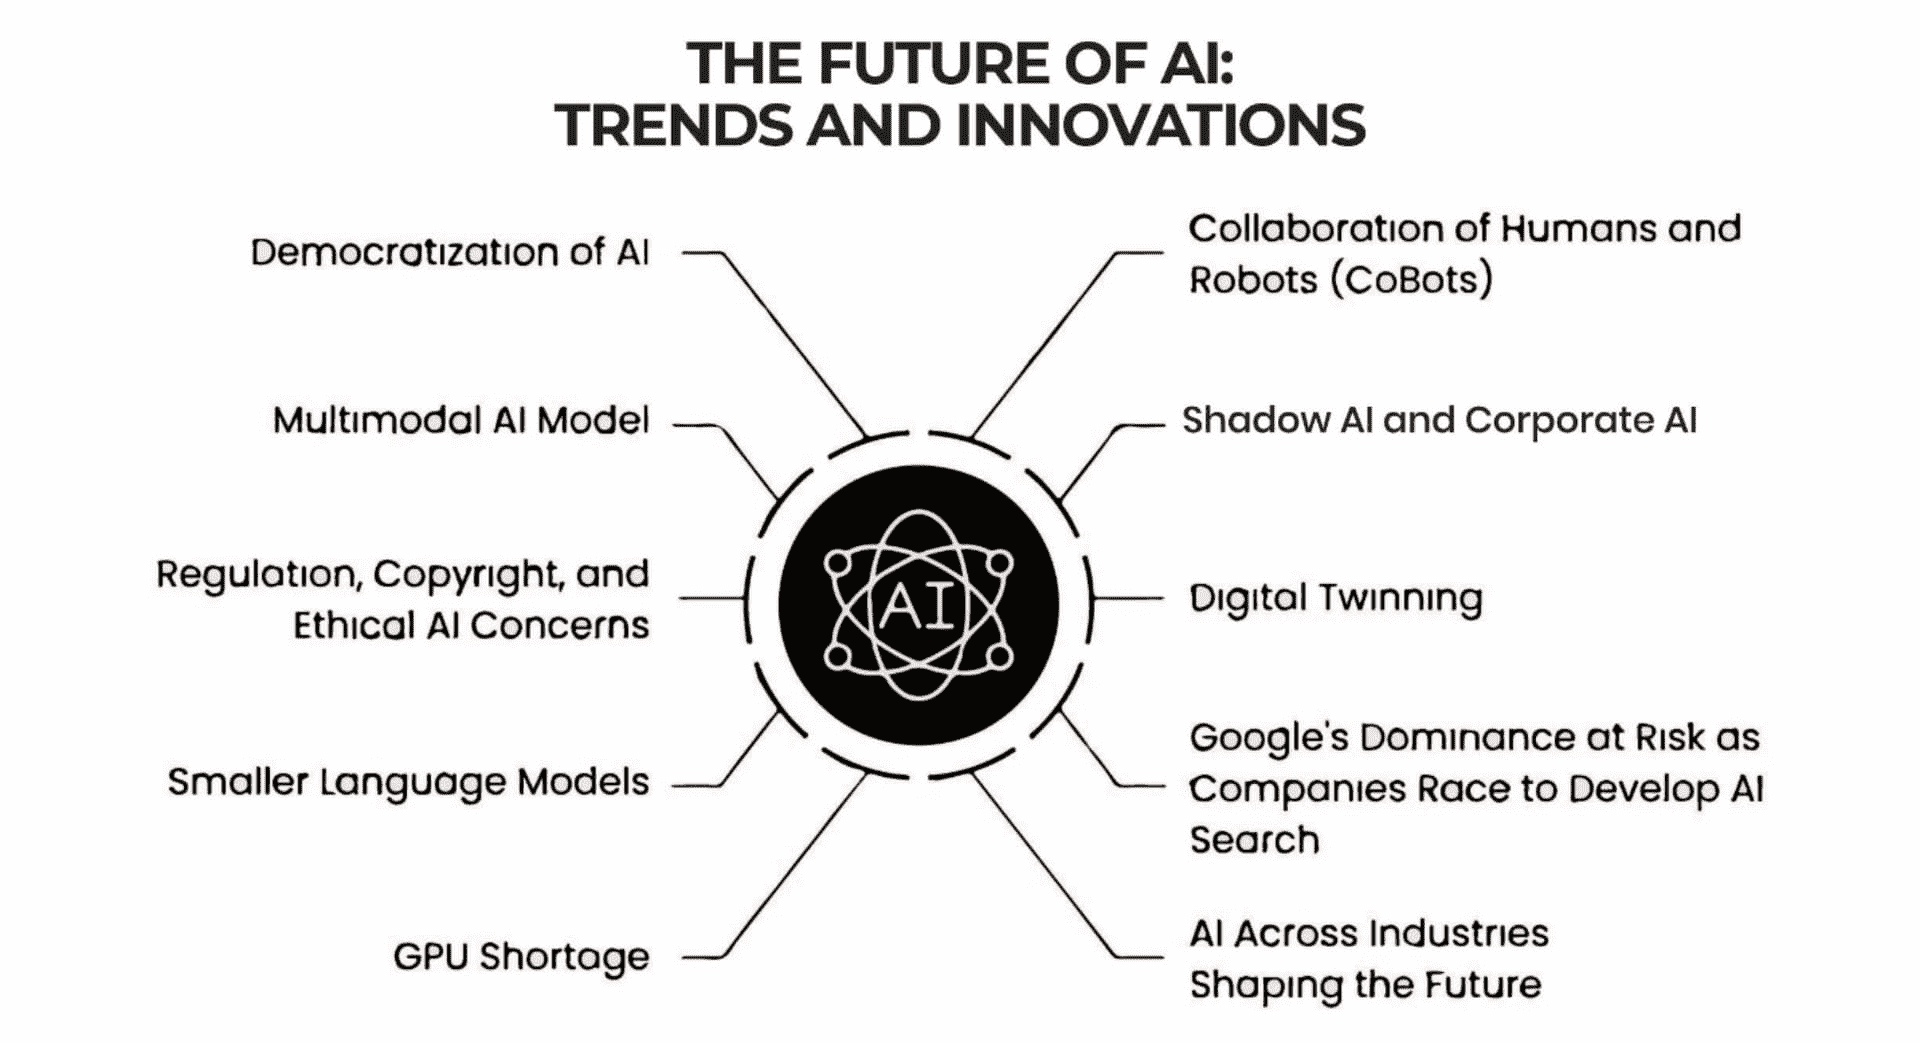 THE FUTURE OF AI:
TRENDS AND INNOVATIONS
Democratization of AI
Multimodal AI Model
Regulation, Copyright, and
Ethical AI Concerns
Smaller Language Models
GPU Shortage
AI
Collaboration of Humans and
Robots (CoBots)
Shadow AI and Corporate AI
Digital Twinning
Google's Dominance at Risk as
Companies Race to Develop AI
Search
AI Across Industries
Shaping the Future